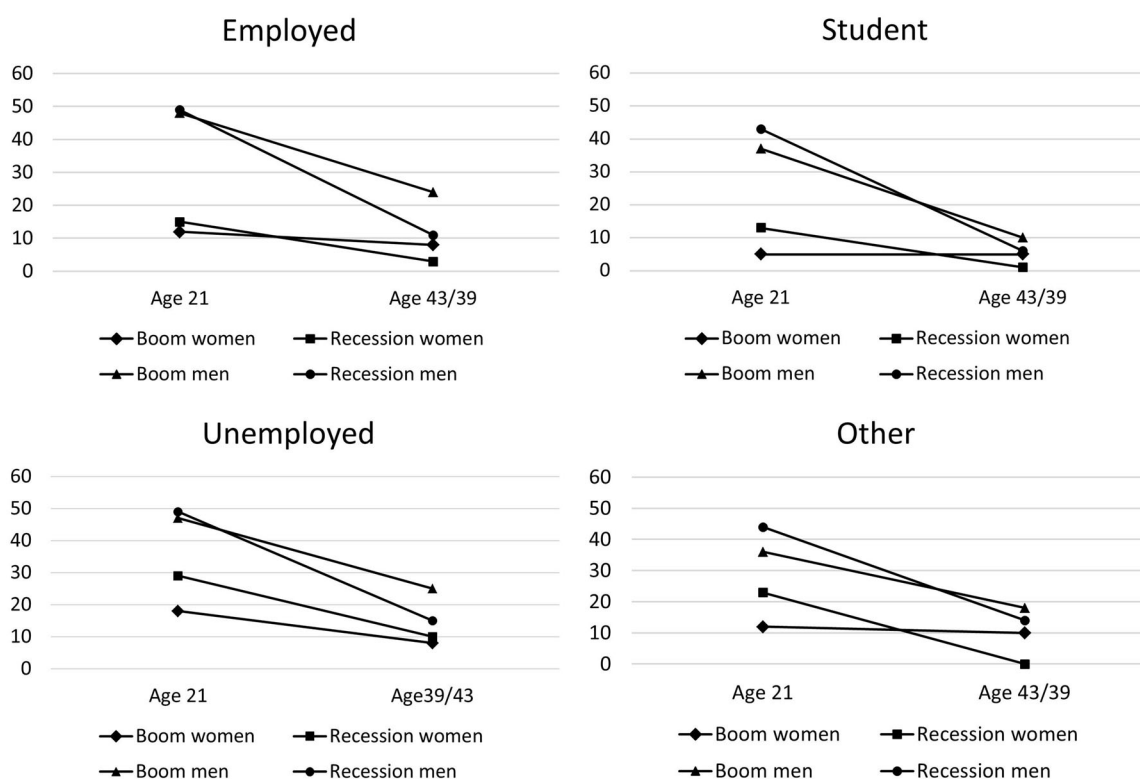 Employed
60
50
40
30
20
10
0
Age 21 Age 43/39
Boom women Recession women
Boom men Recession men
Student
60
50
40
30
20
10
0
Age 21 Age 43/39
Boom women Recession women
Boom men Recession men
Unemployed
60
50
40
30
20
10
0
Age 21 Age39/43
Boom women Recession women
Boom men Recession men
Other
60
50
40
30
20
10
0
Age 21 Age 43/39
Boom women Recession women
Boom men Recession men